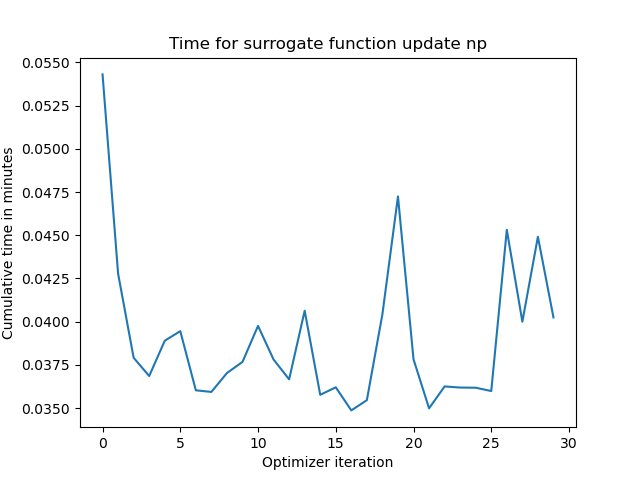 Time for surrogate function update np
Cumulative time in minutes
0.0550
0.0525
0.0500
0.0475
0.0450
0.0425
0.0400
0.0375
0.0350
0 5 10 15 20 25 30
Optimizer iteration